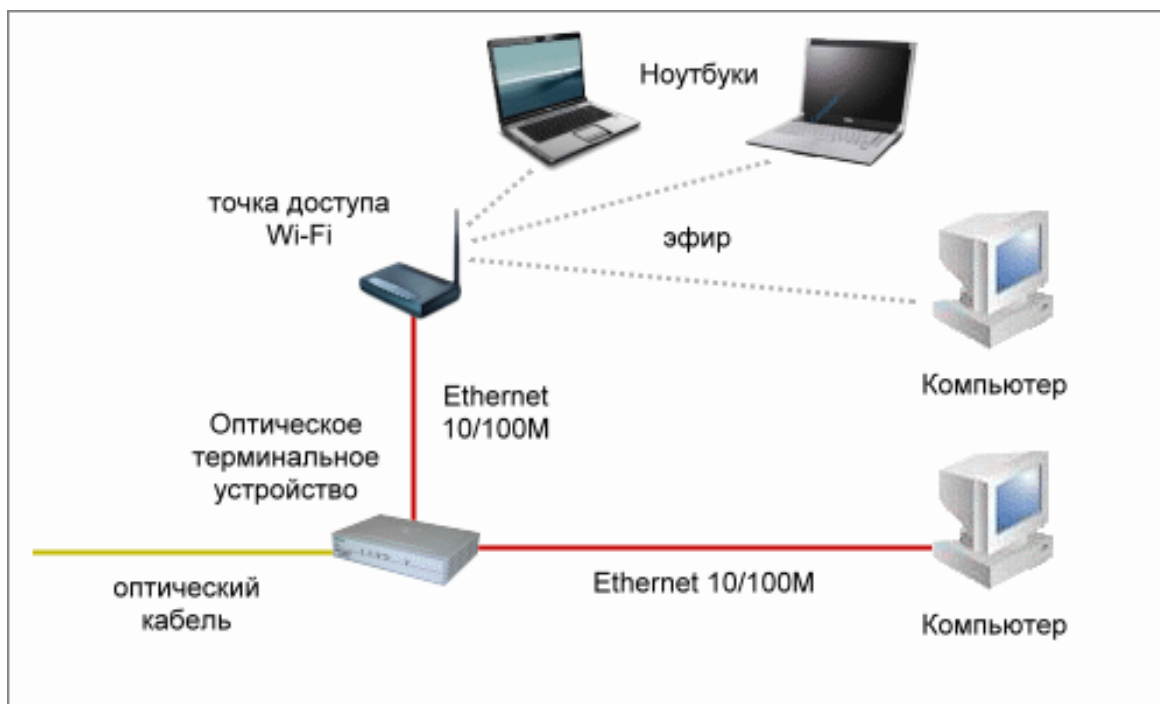 Ноутбуки
точка доступа
Wi-Fi
эфир
Компьютер
Ethernet
10/100M
Оптическое
терминальное
устройство
Ethernet 10/100M
оптический
кабель
Компьютер